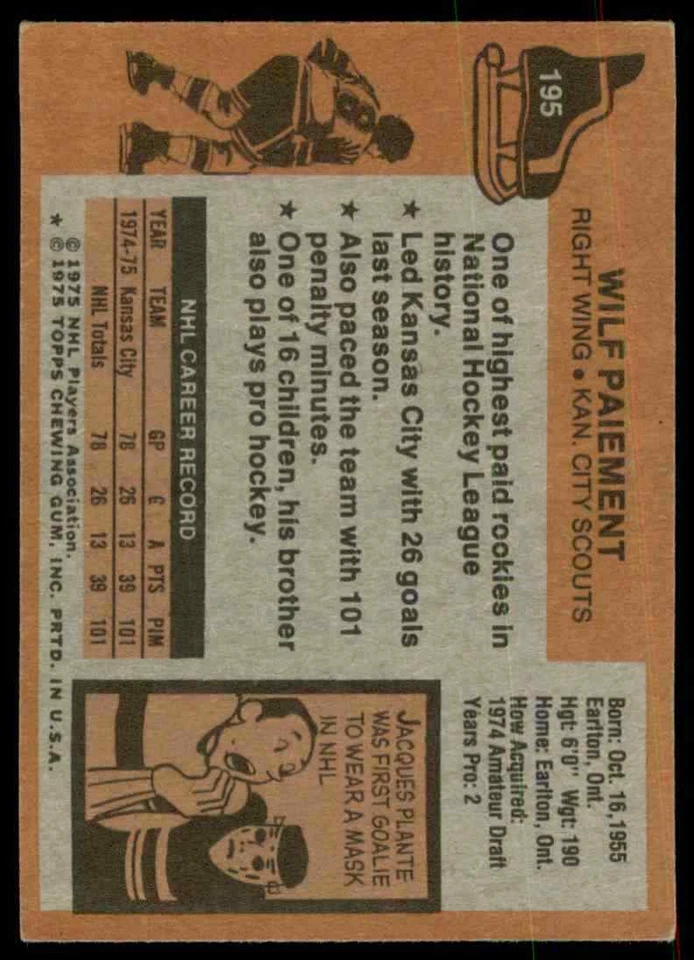 195
WILF PAIEMENT
RIGHT WING • KAN. CITY SCOUTS
One of highest paid rookies in
National Hockey League
history.
★ Led Kansas City with 26 goals
last season.
★ Also paced the team with 101
penalty minutes.
★ One of 16 children, his brother
also plays pro hockey.
NHL CAREER RECORD
YEAR TEAM GP G A PTS PIM
1974-75 Kansas City 78 26 13 39 101
NHL Totals 78 26 13 39 101
© 1975 NHL Players Association.
★ © 1975 TOPPS CHEWING GUM, INC. PRTD. IN U.S.A.
Born: Oct. 16, 1955
Earlton, Ont.
Hgt: 6'0" Wgt: 190
Home: Earlton, Ont.
How Acquired:
1974 Amateur Draft
Years Pro: 2
JACQUES PLANTE
WAS FIRST GOALIE
TO WEAR A MASK
IN NHL